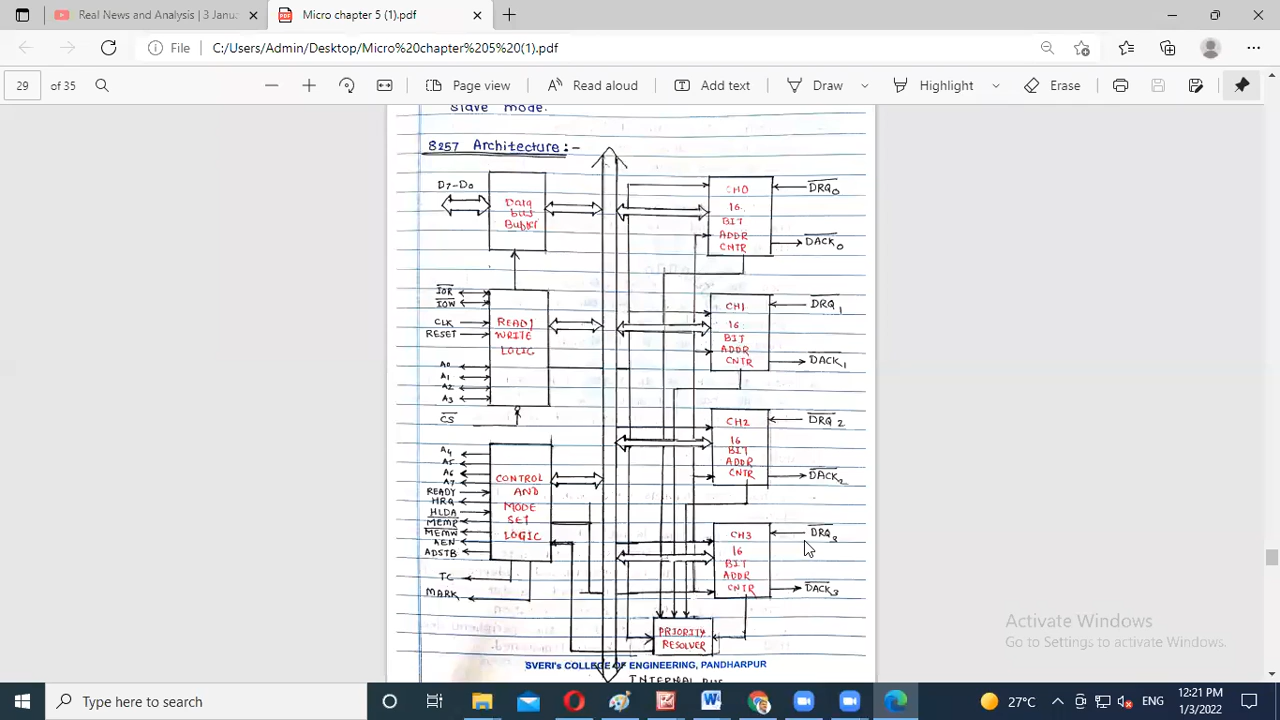 Real News and Analysis | 3 Janu
Micro chapter 5 (1).pdf
File
C:/Users/Admin/Desktop/Micro%20chapter%205%20(1).pdf
29 of 35
Page view
Read aloud
Add text
Draw
Highlight
Erase
slave mode.
8257 Architecture:-
D7-D0
Data
bus
Buffer
CH0
16
BIT
ADDR
CNTR
DRQ0
DACK0
IOR
IOW
CLK
RESET
A0
A1
A2
A3
CS
READ/
WRITE
LOGIC
CH1
16
BIT
ADDR
CNTR
DRQ1
DACK1
CH2
16
BIT
ADDR
CNTR
DRQ2
DACK2
A4
A5
A6
A7
READY
HRQ
HLDA
MEMR
MEMW
AEN
ADSTB
TC
MARK
CONTROL
AND
MODE
SET
LOGIC
CH3
16
BIT
ADDR
CNTR
DRQ3
DACK3
PRIORITY
RESOLVER
SVERI's COLLEGE OF ENGINEERING, PANDHARPUR
INTERNAL BUS
Activate Windows
Go to Settings to activate Windows.
Type here to search
27°C
ENG
12:21 PM
1/3/2022